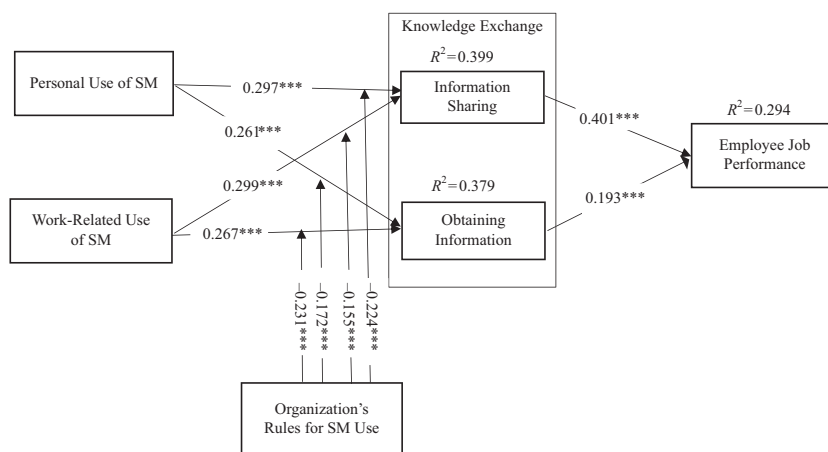 Knowledge Exchange
R²=0.399
Personal Use of SM
0.297***
Information
Sharing
R²=0.294
0.401***
0.261***
Employee Job
Performance
0.299***
R²=0.379
0.193***
Work-Related Use
of SM
0.267***
Obtaining
Information
−0.231***
−0.172***
−0.155***
−0.224***
Organization’s
Rules for SM Use